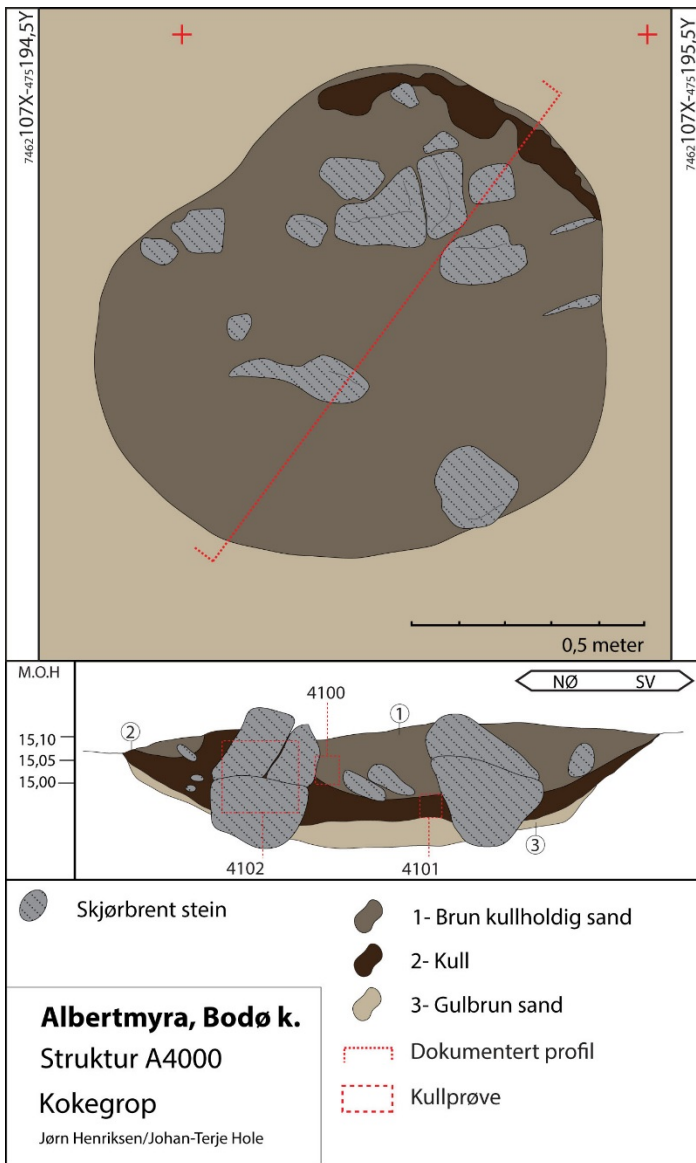 7462107X-475194,5Y
7462107X-475195,5Y
0,5 meter
M.O.H
NØ SV
4100
1
2
15,10
15,05
15,00
3
4102
4101
Skjørbrent stein
1- Brun kullholdig sand
2- Kull
3- Gulbrun sand
Dokumentert profil
Kullprøve
Albertmyra, Bodø k.
Struktur A4000
Kokegrop
Jørn Henriksen/Johan-Terje Hole